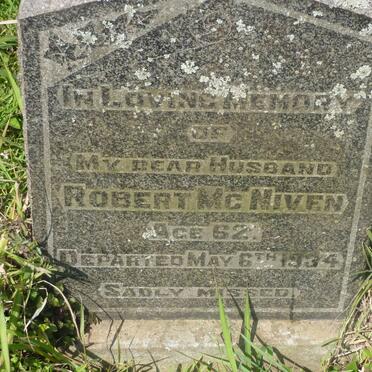 In Loving Memory
of
My dear Husband
Robert McNiven
Age 62.
Departed May 6th 1934
Sadly missed